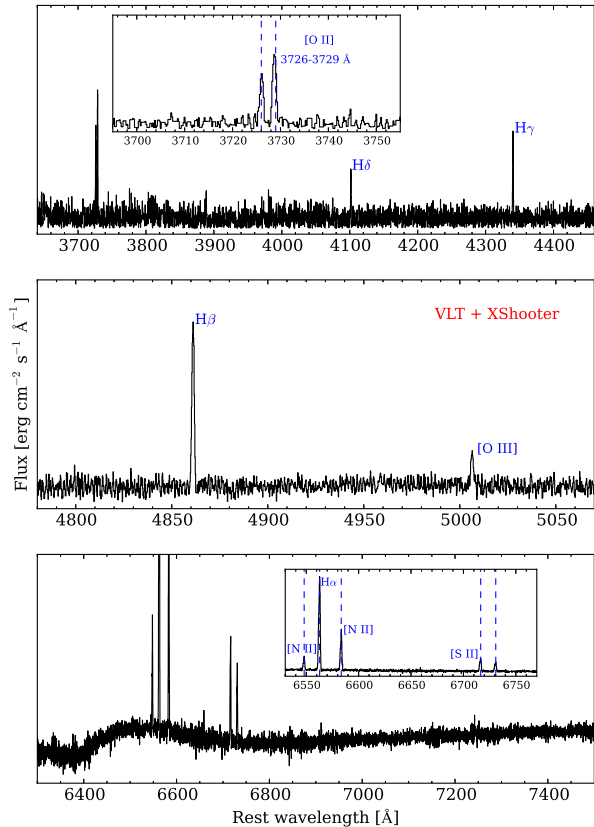 [O II]
3726-3729 Å
3700 3710 3720 3730 3740 3750
Hδ
Hγ
3700 3800 3900 4000 4100 4200 4300 4400
Flux [erg cm⁻² s⁻¹ Å⁻¹]
Hβ
VLT + XShooter
[O III]
4800 4850 4900 4950 5000 5050
Hα
[N II]
[N II]
[S II]
6550 6600 6650 6700 6750
6400 6600 6800 7000 7200 7400
Rest wavelength [Å]